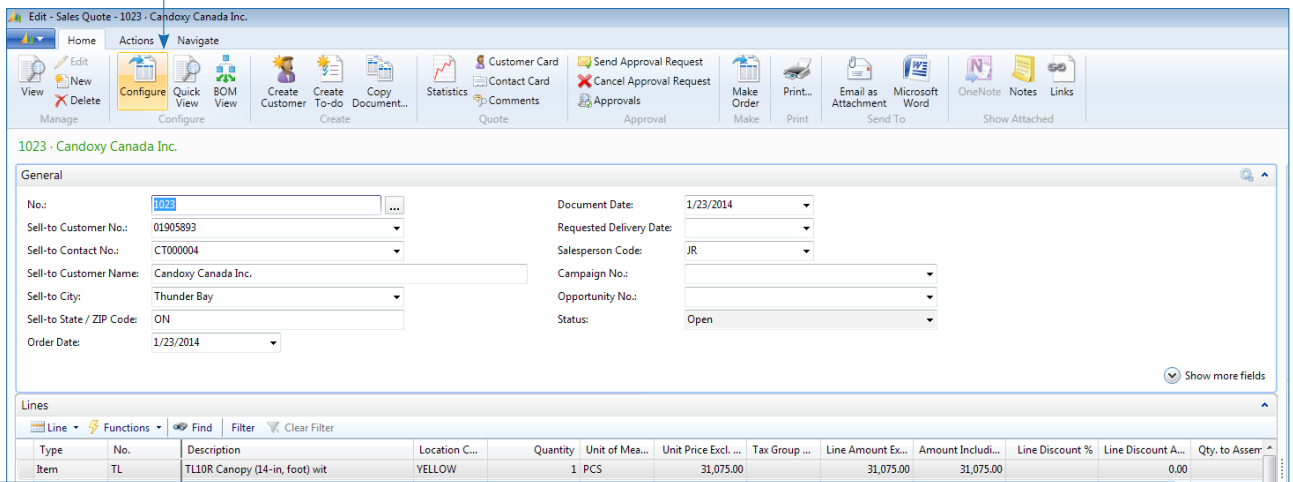 Edit - Sales Quote - 1023 · Candoxy Canada Inc.
Home Actions Navigate
View
Edit
New
Delete
Manage
Configure
Quick View
BOM View
Configure
Create Customer
Create To-do
Copy Document...
Create
Statistics
Customer Card
Contact Card
Comments
Quote
Send Approval Request
Cancel Approval Request
Approvals
Approval
Make Order
Make
Print...
Print
Email as Attachment
Microsoft Word
Send To
OneNote
Notes
Links
Show Attached
1023 · Candoxy Canada Inc.
General
No.: 1023 ...
Sell-to Customer No.: 01905893
Sell-to Contact No.: CT000004
Sell-to Customer Name: Candoxy Canada Inc.
Sell-to City: Thunder Bay
Sell-to State / ZIP Code: ON
Order Date: 1/23/2014
Document Date: 1/23/2014
Requested Delivery Date:
Salesperson Code: JR
Campaign No.:
Opportunity No.:
Status: Open
Show more fields
Lines
Line Functions Find Filter Clear Filter
Type No. Description Location C... Quantity Unit of Mea... Unit Price Excl. ... Tax Group ... Line Amount Ex... Amount Includi... Line Discount % Line Discount A... Qty. to Assem
Item TL TL10R Canopy (14-in, foot) wit YELLOW 1 PCS 31,075.00 31,075.00 31,075.00 0.00